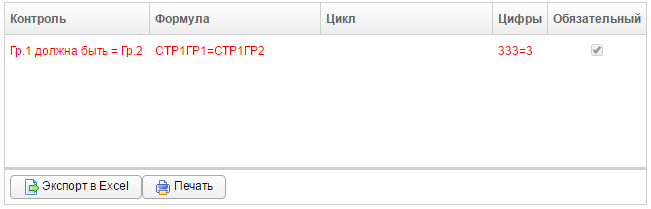 Контроль Формула Цикл Цифры Обязательный
Гр.1 должна быть = Гр.2 СТР1ГР1=СТР1ГР2 333=3
Экспорт в Excel Печать